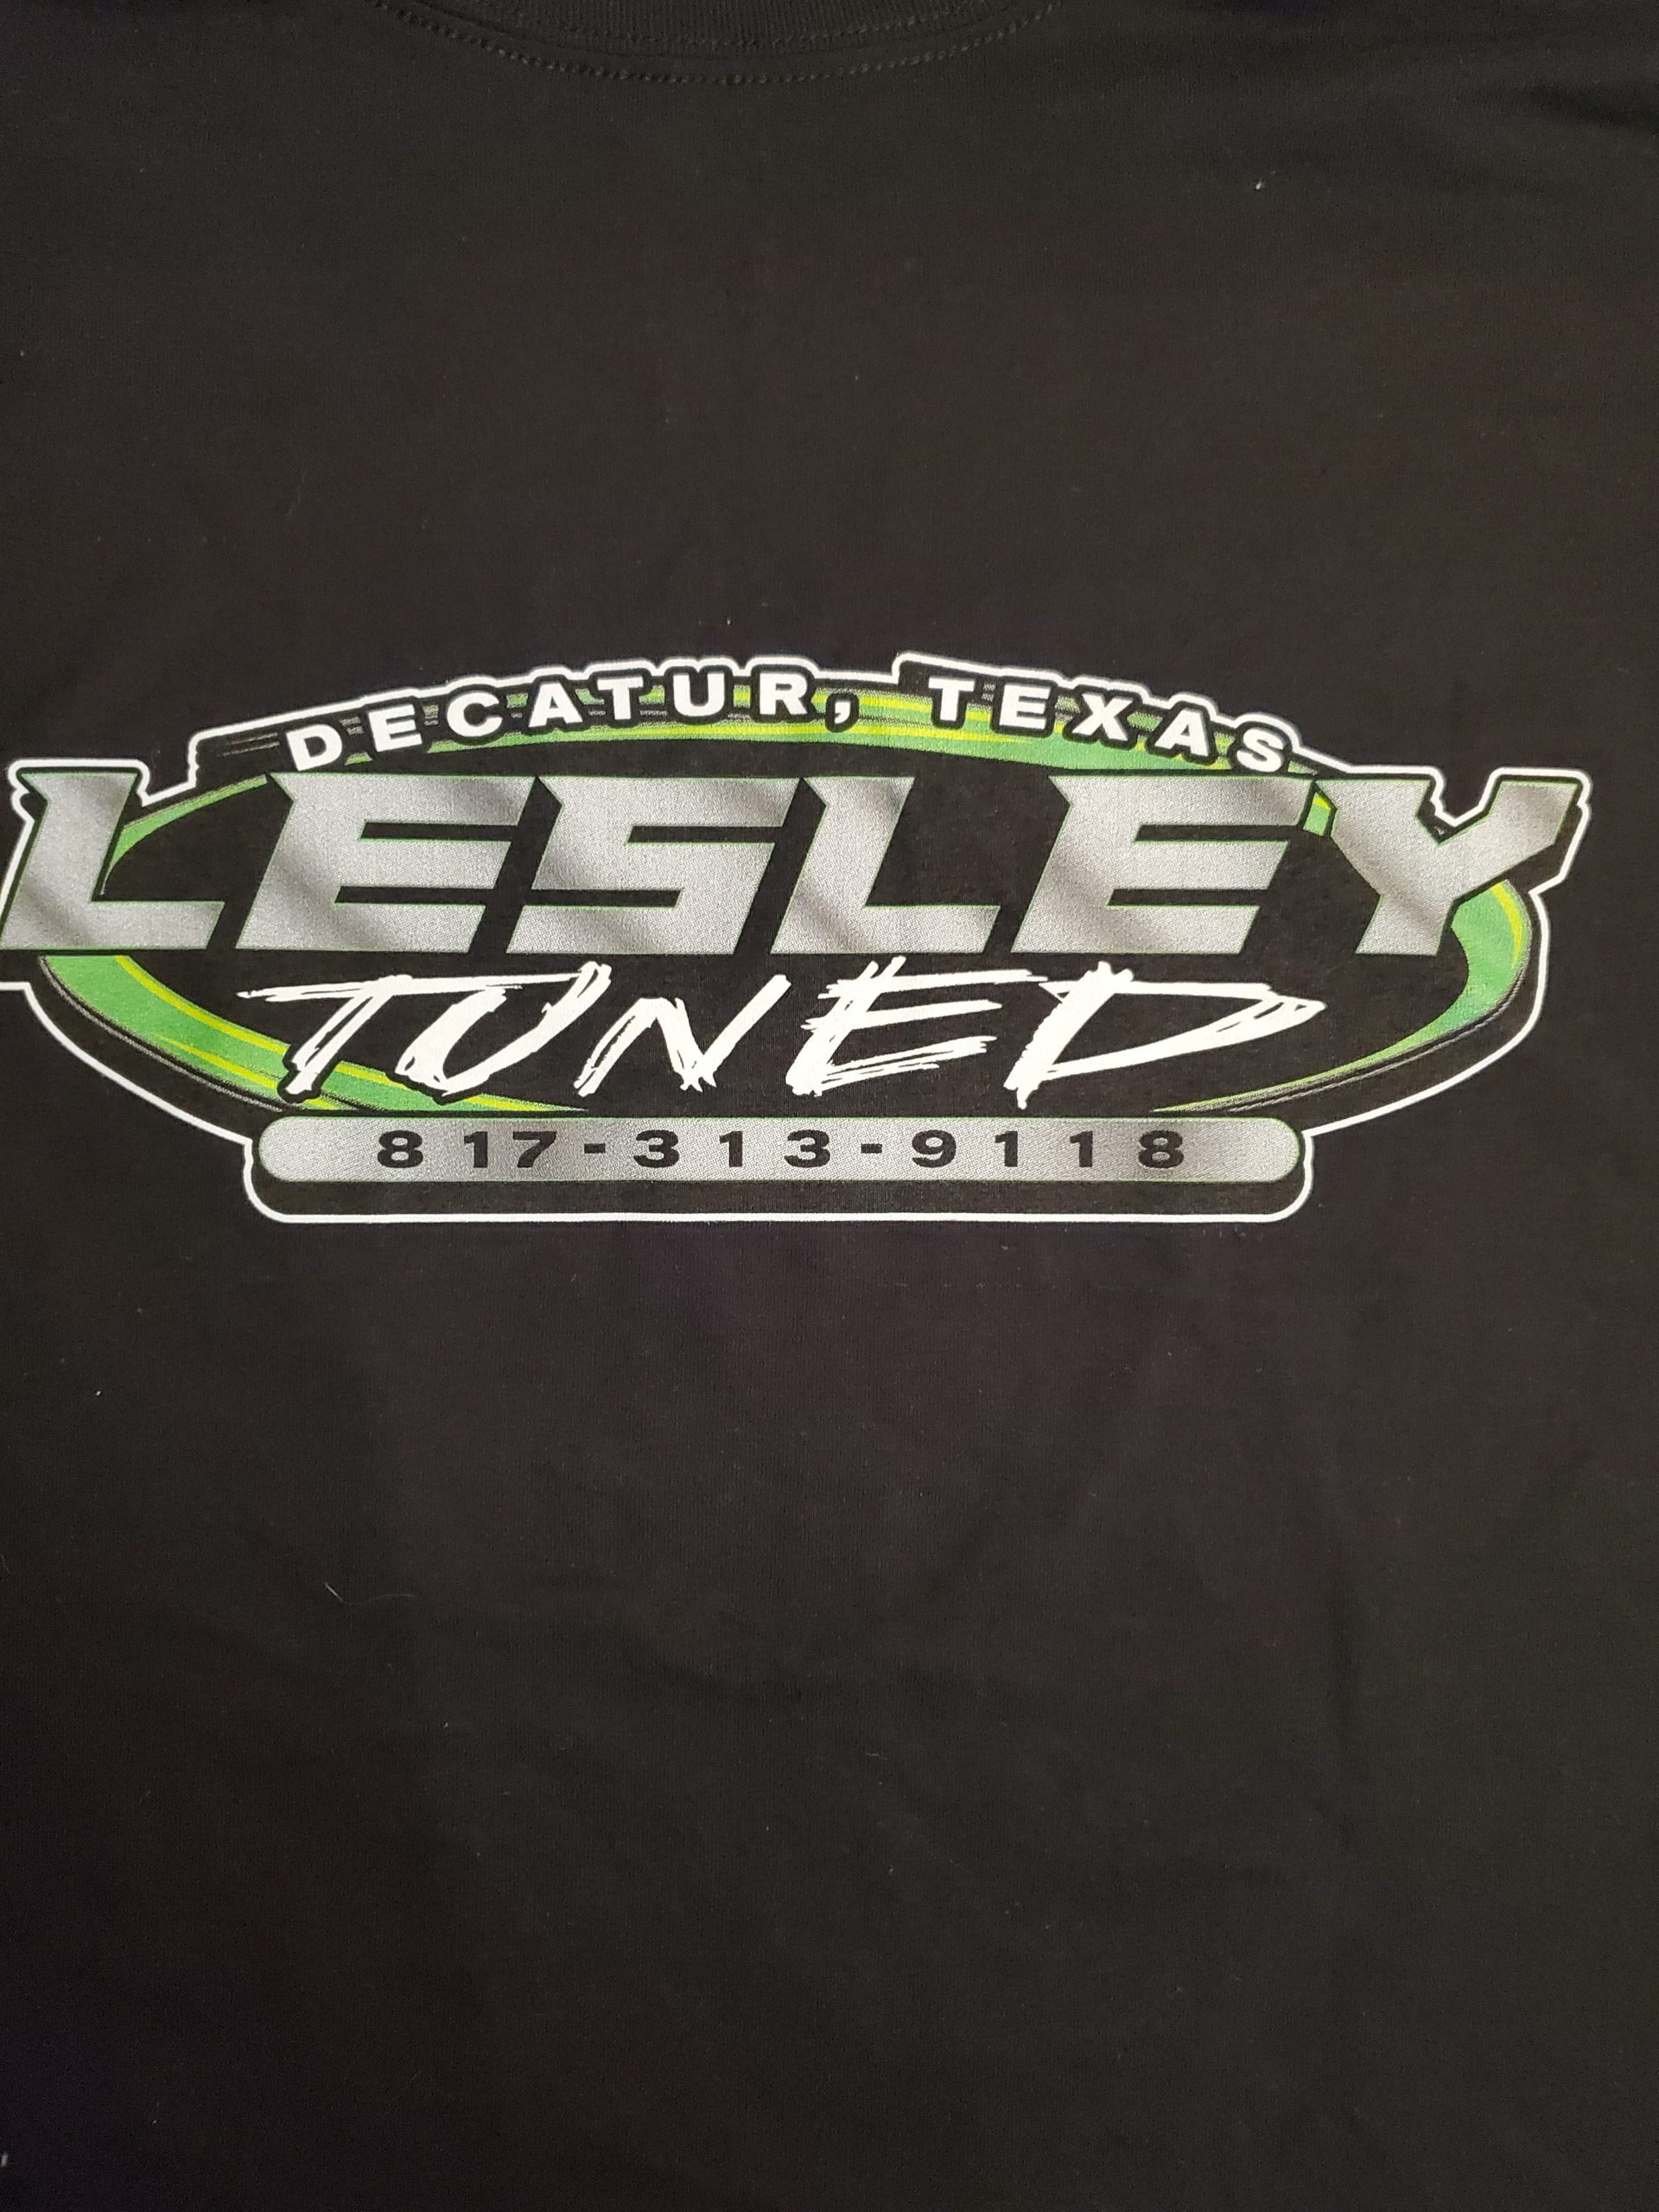 DECATUR, TEXAS
LESLEY
TUNED
817-313-9118